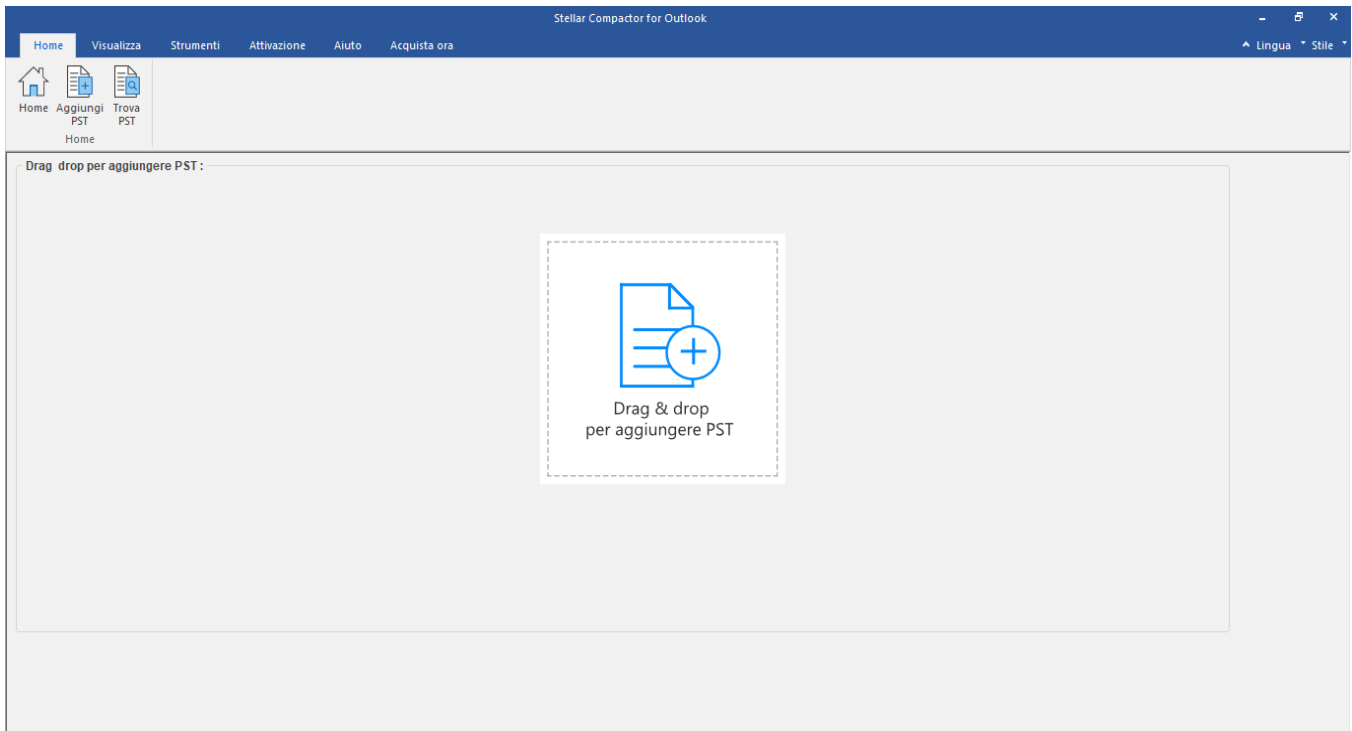 Stellar Compactor for Outlook
Home Visualizza Strumenti Attivazione Aiuto Acquista ora Lingua Stile
Home Aggiungi PST Trova PST
Home
Drag drop per aggiungere PST :
Drag & drop
per aggiungere PST